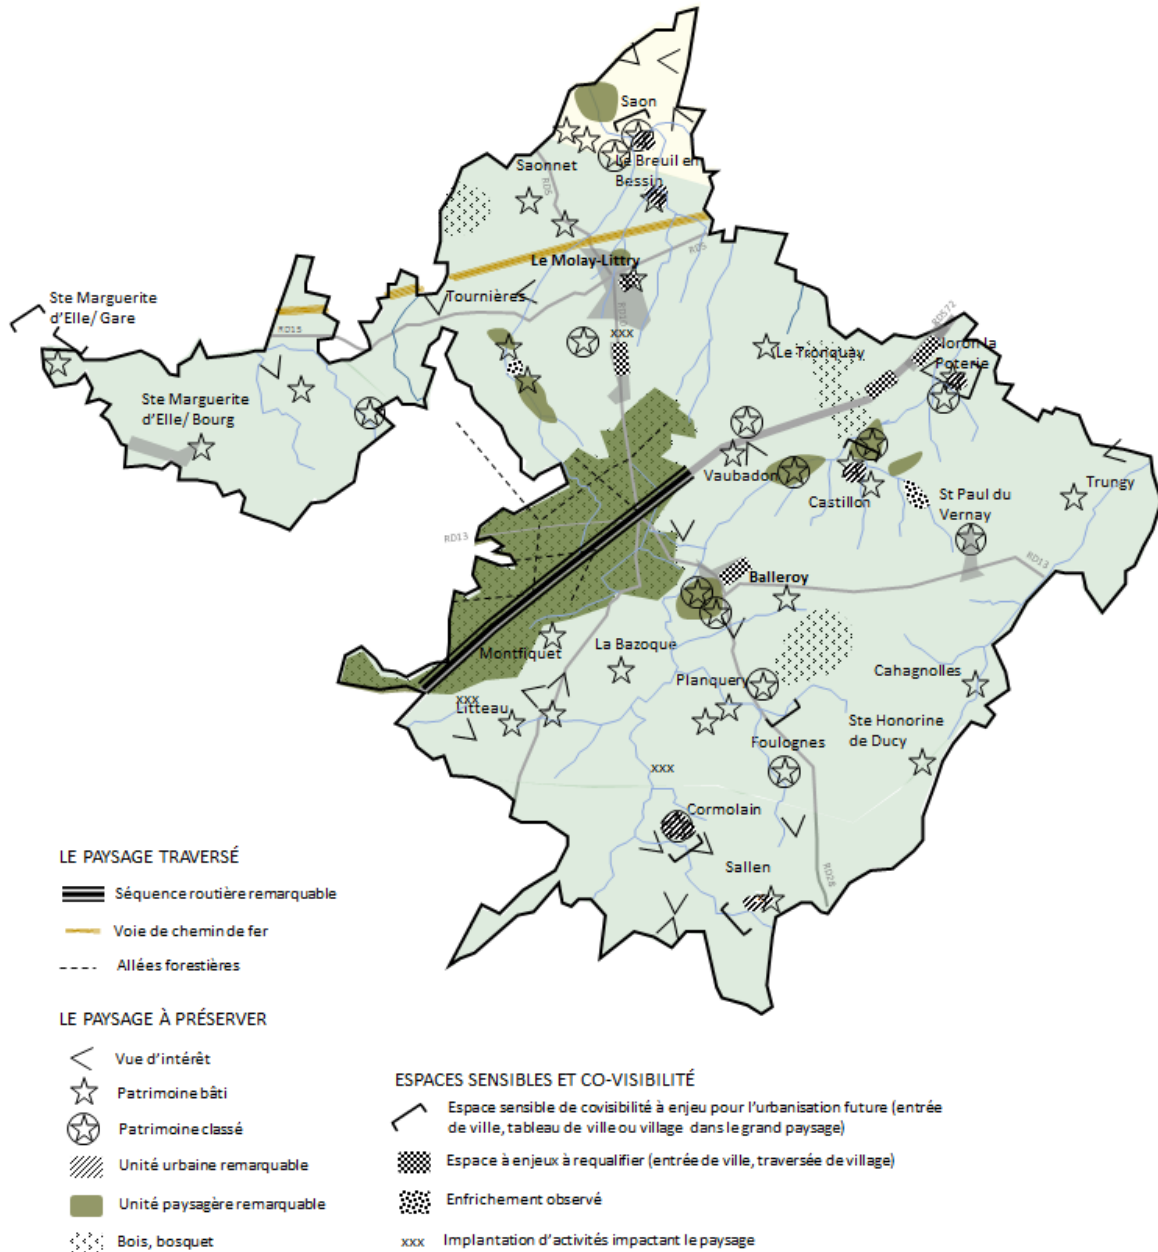 Saon
Saonnet
Le Breuil en
Bessin
RD5
RD5
Le Molay-Littry
Ste Marguerite
d'Elle/ Gare
Tournières
RD15
RD10
xxx
RD572
Noron la
Poterie
Le Tronquay
Ste Marguerite
d'Elle/ Bourg
Vaubadon
Castillon
St Paul du
Vernay
Trungy
RD13
RD13
Balleroy
Montfiquet
La Bazoque
Planquery
Cahagnolles
xxx
Litteau
Ste Honorine
de Ducy
Foulognes
xxx
Cormolain
Sallen
RD28
LE PAYSAGE TRAVERSÉ
Séquence routière remarquable
Voie de chemin de fer
Allées forestières
LE PAYSAGE À PRÉSERVER
Vue d'intérêt
Patrimoine bâti
Patrimoine classé
Unité urbaine remarquable
Unité paysagère remarquable
Bois, bosquet
ESPACES SENSIBLES ET CO-VISIBILITÉ
Espace sensible de covisibilité à enjeu pour l'urbanisation future (entrée
de ville, tableau de ville ou village dans le grand paysage)
Espace à enjeux à requalifier (entrée de ville, traversée de village)
Enfrichement observé
xxx Implantation d'activités impactant le paysage